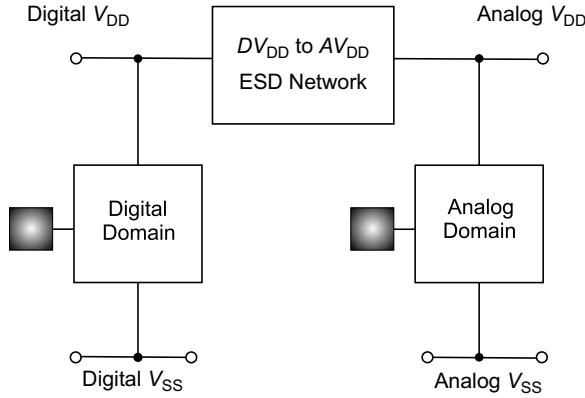 Digital VDD
Analog VDD
DVDD to AVDD
ESD Network
Digital
Domain
Analog
Domain
Digital VSS
Analog VSS